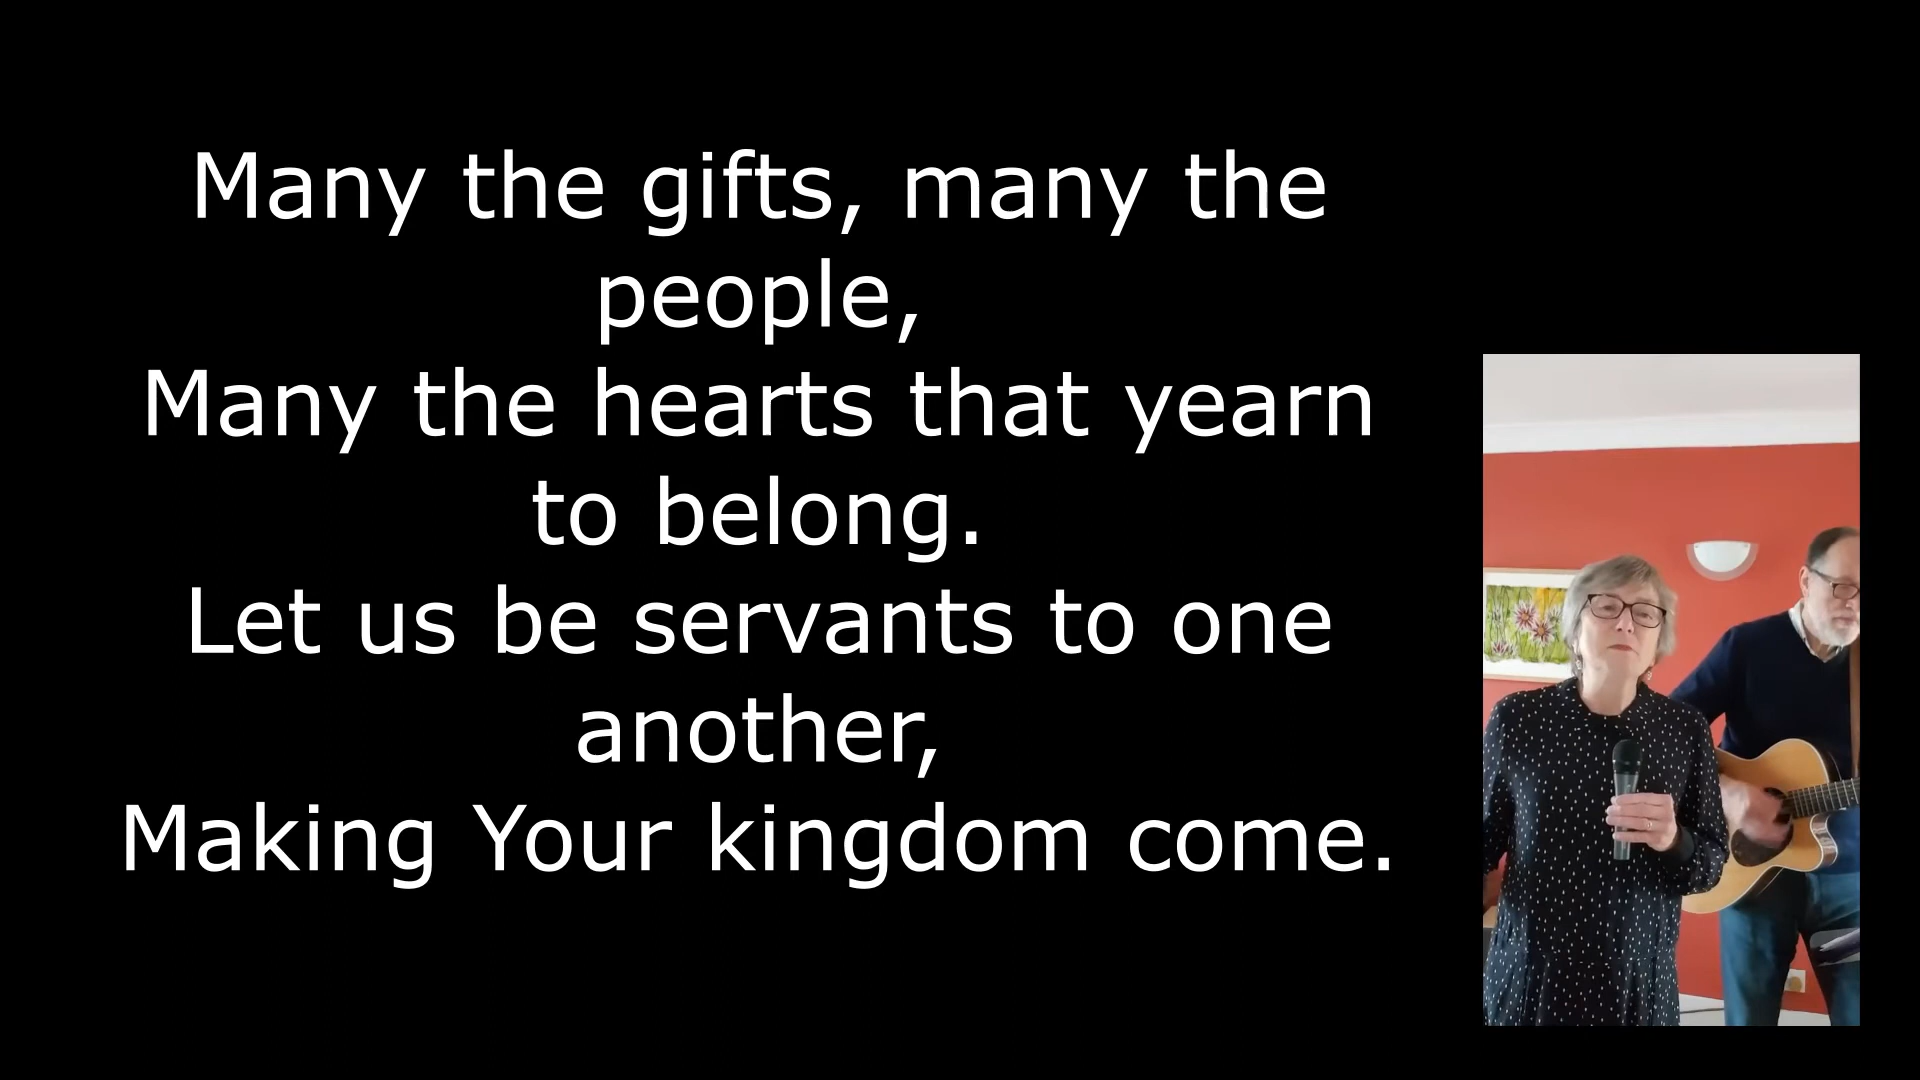 Many the gifts, many the
people,
Many the hearts that yearn
to belong.
Let us be servants to one
another,
Making Your kingdom come.